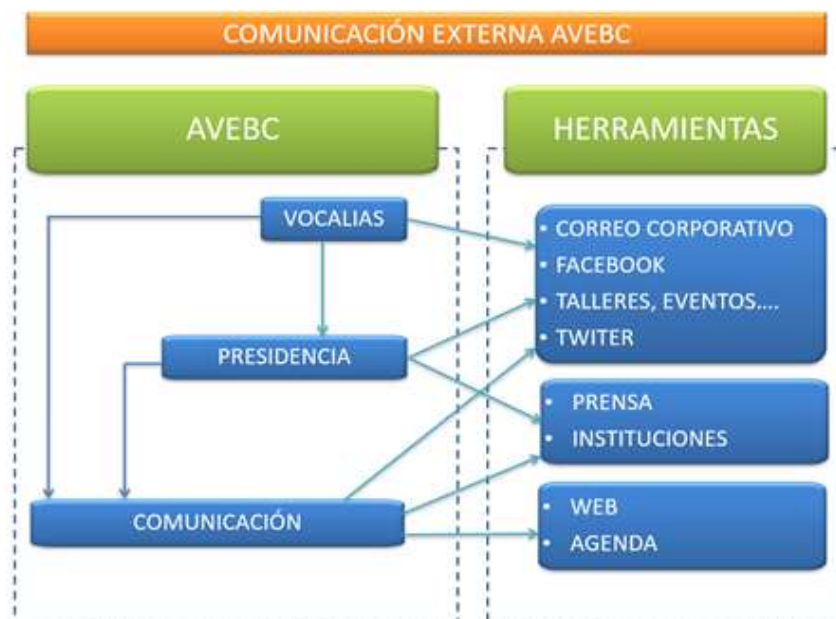 COMUNICACIÓN EXTERNA AVEBC
AVEBC
HERRAMIENTAS
VOCALIAS
PRESIDENCIA
COMUNICACIÓN
• CORREO CORPORATIVO
• FACEBOOK
• TALLERES, EVENTOS....
• TWITER
• PRENSA
• INSTITUCIONES
• WEB
• AGENDA